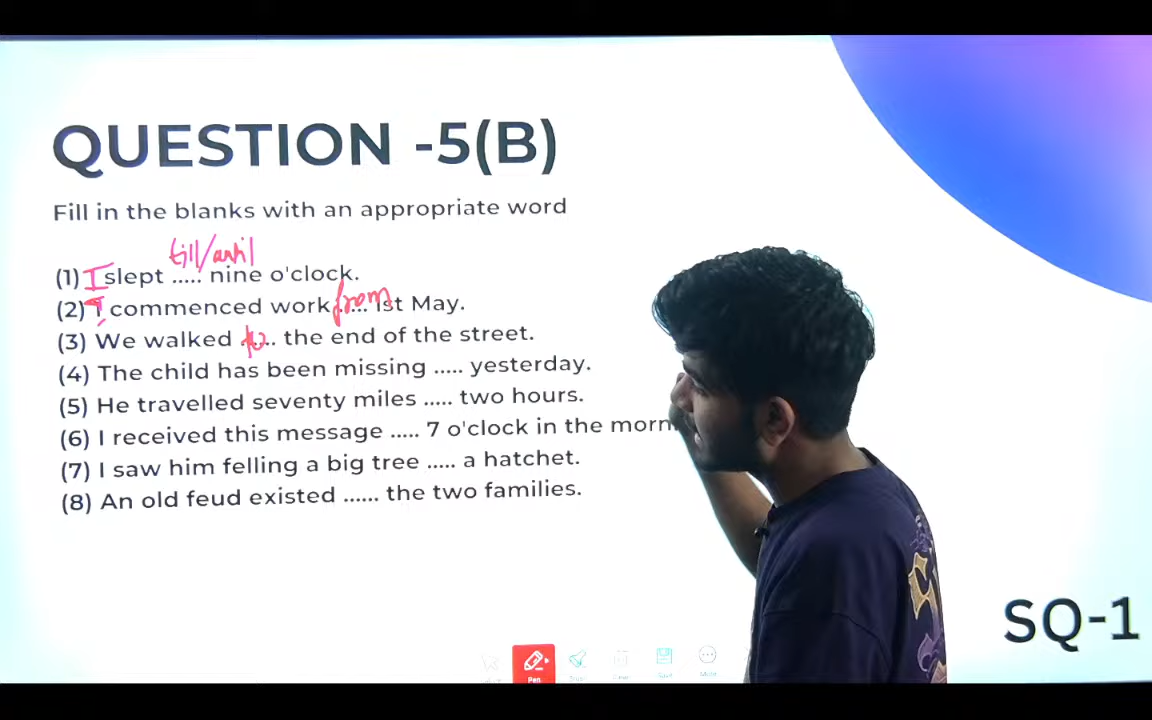 QUESTION -5(B)
Fill in the blanks with an appropriate word
till/
(1) I slept ..... nine o'clock.
(2) I commenced work from .... 1st May.
(3) We walked to ..... the end of the street.
(4) The child has been missing ..... yesterday.
(5) He travelled seventy miles ..... two hours.
(6) I received this message ..... 7 o'clock in the morn
(7) I saw him felling a big tree ..... a hatchet.
(8) An old feud existed ...... the two families.
SQ-1
Pen